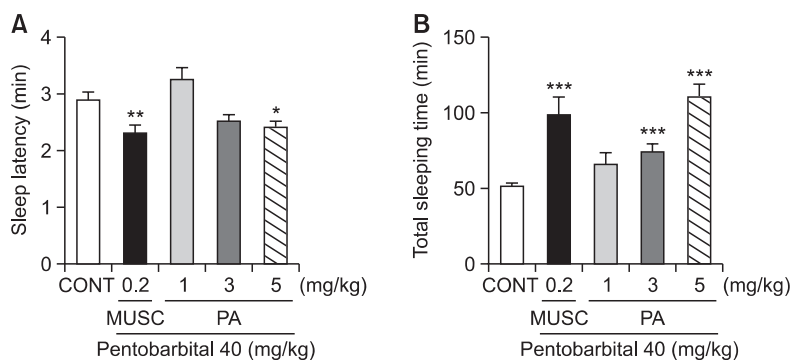 A
Sleep latency (min)
4
3
2
1
0
**
*
CONT 0.2 1 3 5 (mg/kg)
MUSC PA
Pentobarbital 40 (mg/kg)
B
Total sleeping time (min)
150
100
50
0
***
***
***
CONT 0.2 1 3 5 (mg/kg)
MUSC PA
Pentobarbital 40 (mg/kg)